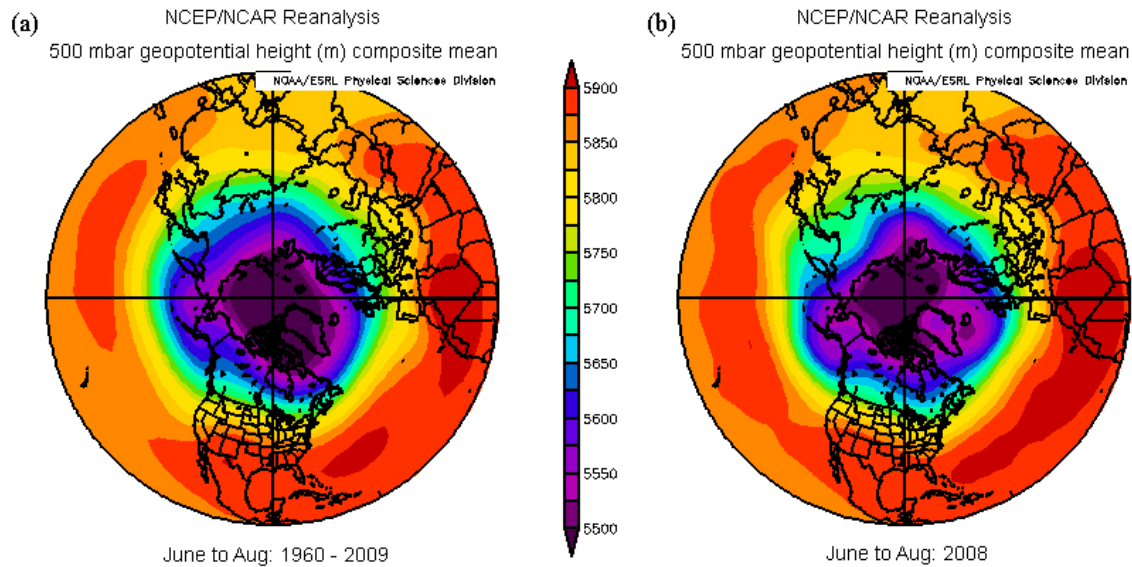 (a)
NCEP/NCAR Reanalysis
500 mbar geopotential height (m) composite mean
NOAA/ESRL Physical Sciences Division
June to Aug: 1960 - 2009
5900
5850
5800
5750
5700
5650
5600
5550
5500
(b)
NCEP/NCAR Reanalysis
500 mbar geopotential height (m) composite mean
NOAA/ESRL Physical Sciences Division
June to Aug: 2008